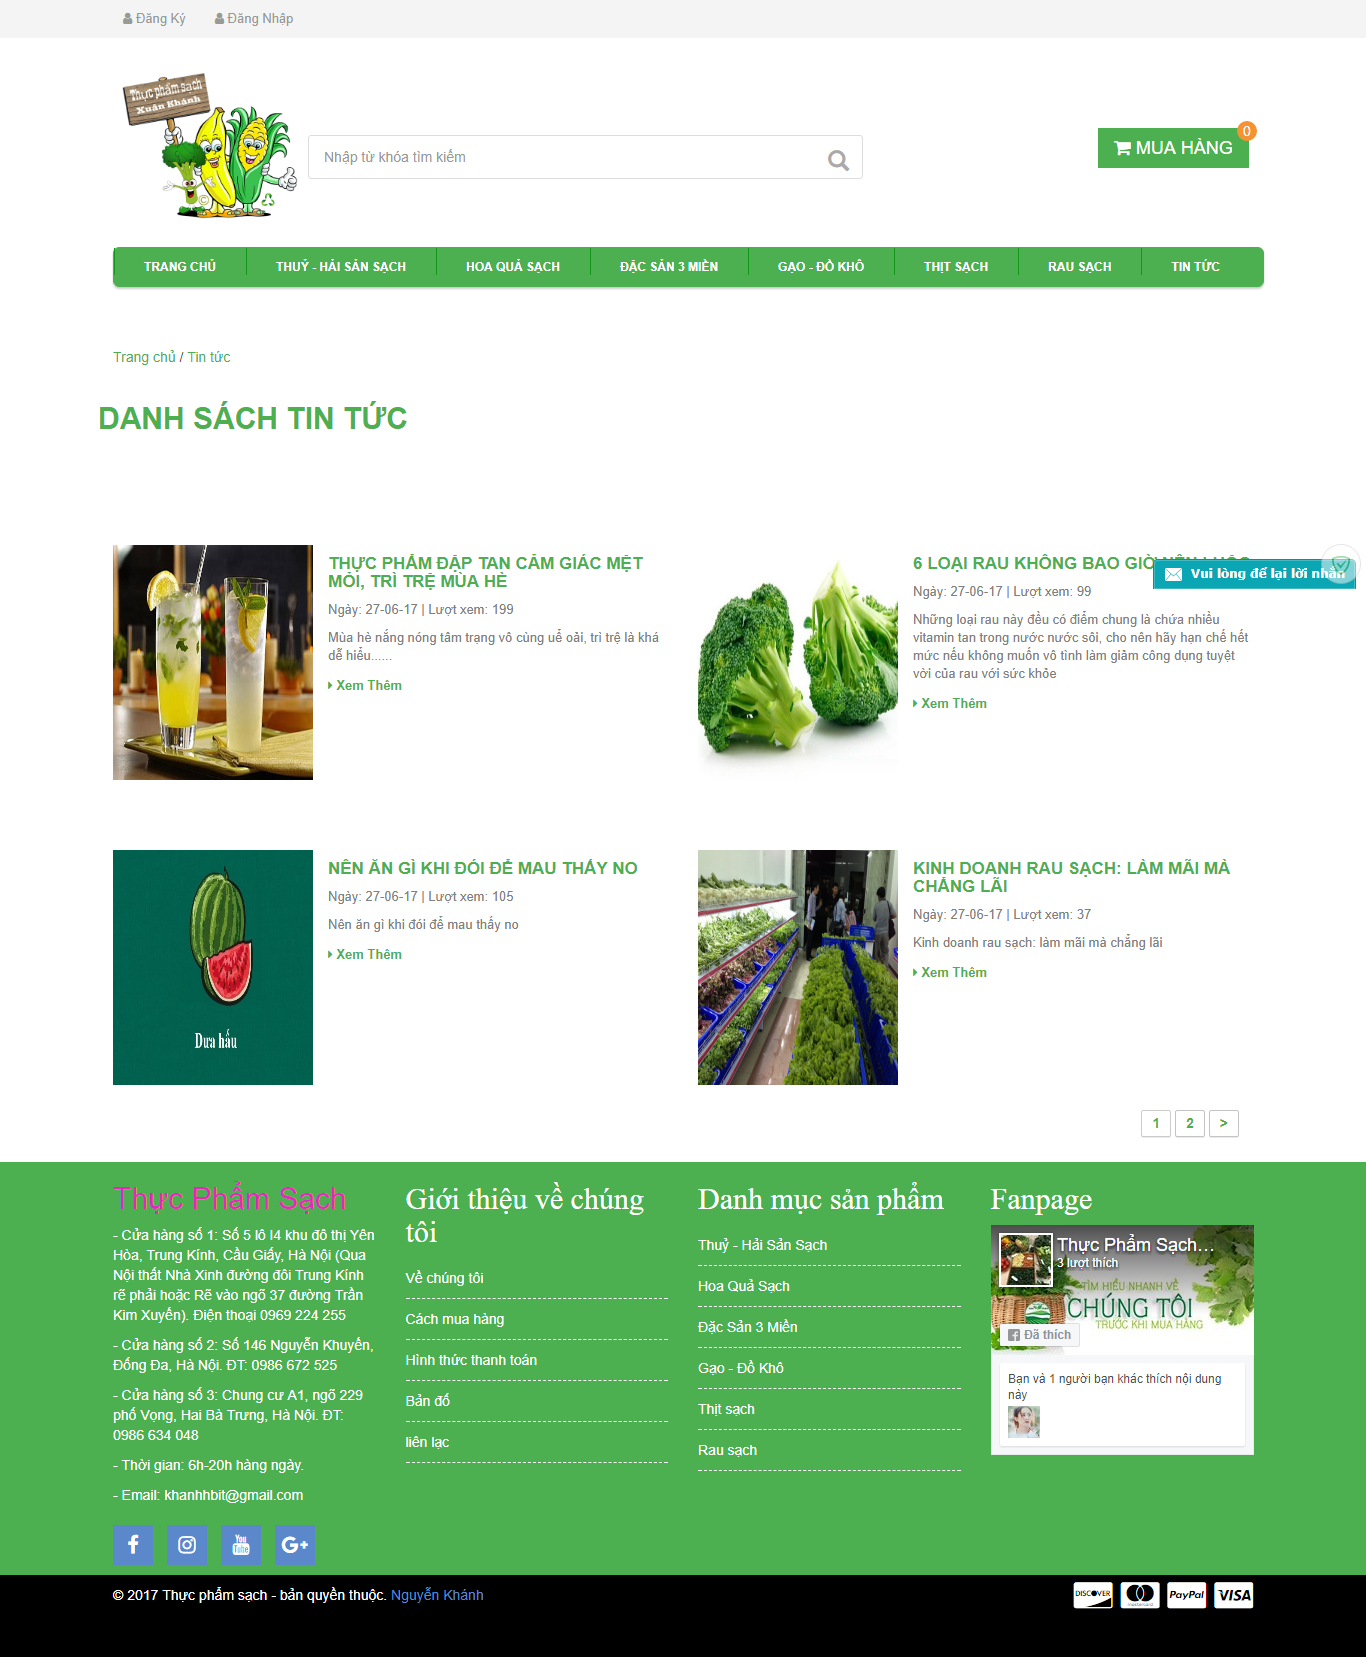 Đăng Ký
Đăng Nhập
Thực phẩm sạch
Xuân Khánh
Nhập từ khóa tìm kiếm
0
MUA HÀNG
TRANG CHỦ
THUỶ - HẢI SẢN SẠCH
HOA QUẢ SẠCH
ĐẶC SẢN 3 MIỀN
GẠO - ĐỒ KHÔ
THỊT SẠCH
RAU SẠCH
TIN TỨC
Trang chủ / Tin tức
DANH SÁCH TIN TỨC
THỰC PHẨM ĐẬP TAN CẢM GIÁC MỆT
MỎI, TRÌ TRỆ MÙA HÈ
Ngày: 27-06-17 | Lượt xem: 199
Mùa hè nắng nóng tâm trạng vô cùng uể oải, trì trệ là khá
dễ hiểu......
Xem Thêm
6 LOẠI RAU KHÔNG BAO GIỜ NÊN LUỘC
Vui lòng để lại lời nhắn
Ngày: 27-06-17 | Lượt xem: 99
Những loại rau này đều có điểm chung là chứa nhiều
vitamin tan trong nước nước sôi, cho nên hãy hạn chế hết
mức nếu không muốn vô tình làm giảm công dụng tuyệt
vời của rau với sức khỏe
Xem Thêm
Dưa hấu
NÊN ĂN GÌ KHI ĐÓI ĐỂ MAU THẤY NO
Ngày: 27-06-17 | Lượt xem: 105
Nên ăn gì khi đói để mau thấy no
Xem Thêm
KINH DOANH RAU SẠCH: LÀM MÃI MÀ
CHẲNG LÃI
Ngày: 27-06-17 | Lượt xem: 37
Kinh doanh rau sạch: làm mãi mà chẳng lãi
Xem Thêm
1
2
>
Thực Phẩm Sạch
- Cửa hàng số 1: Số 5 lô I4 khu đô thị Yên
Hòa, Trung Kính, Cầu Giấy, Hà Nội (Qua
Nội thất Nhà Xinh đường đôi Trung Kính
rẽ phải hoặc Rẽ vào ngõ 37 đường Trần
Kim Xuyến). Điện thoại 0969 224 255
- Cửa hàng số 2: Số 146 Nguyễn Khuyến,
Đống Đa, Hà Nội. ĐT: 0986 672 525
- Cửa hàng số 3: Chung cư A1, ngõ 229
phố Vọng, Hai Bà Trưng, Hà Nội. ĐT:
0986 634 048
- Thời gian: 6h-20h hàng ngày.
- Email: khanhhbit@gmail.com
You
Tube
G+
Giới thiệu về chúng
tôi
Về chúng tôi
Cách mua hàng
Hình thức thanh toán
Bản đồ
liên lạc
Danh mục sản phẩm
Thuỷ - Hải Sản Sạch
Hoa Quả Sạch
Đặc Sản 3 Miền
Gạo - Đồ Khô
Thịt sạch
Rau sạch
Fanpage
Thực Phẩm Sạch...
3 lượt thích
TÌM HIỂU NHANH VỀ
CHÚNG TÔI
TRƯỚC KHI MUA HÀNG
Đã thích
Bạn và 1 người bạn khác thích nội dung
này
© 2017 Thực phẩm sạch - bản quyền thuộc. Nguyễn Khánh
DISCOVER
mastercard
PayPal
VISA